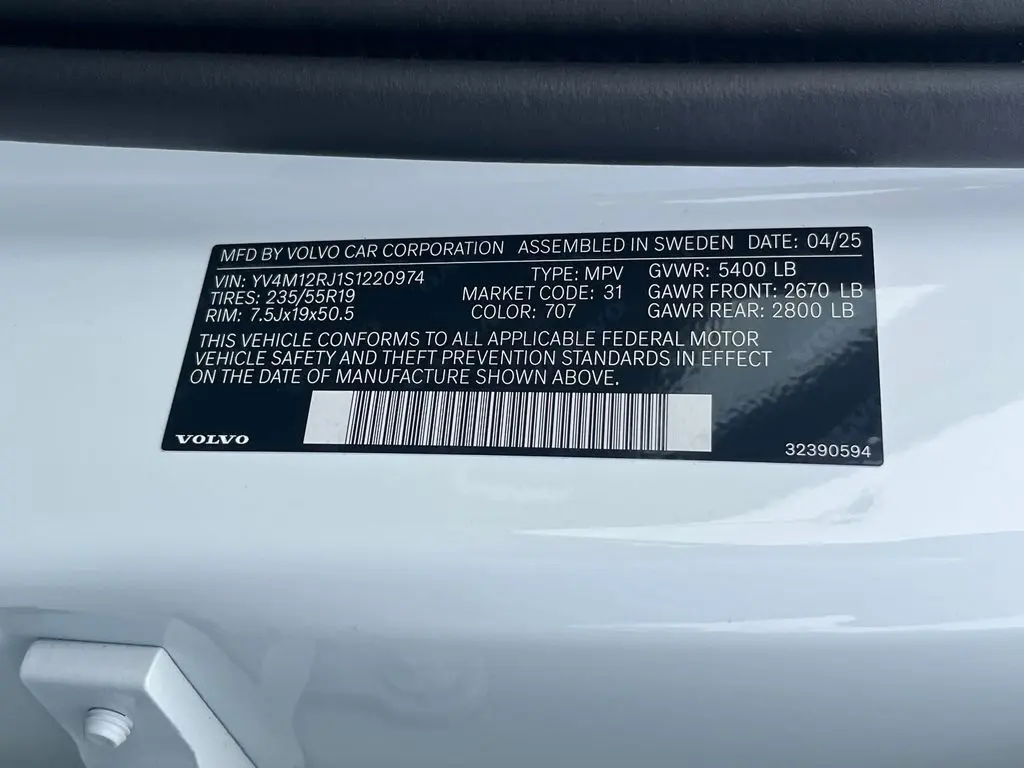 MFD BY VOLVO CAR CORPORATION ASSEMBLED IN SWEDEN DATE: 04/25
VIN: YV4M12RJ1S1220974 TYPE: MPV GVWR: 5400 LB
TIRES: 235/55R19 MARKET CODE: 31 GAWR FRONT: 2670 LB
RIM: 7.5Jx19x50.5 COLOR: 707 GAWR REAR: 2800 LB
THIS VEHICLE CONFORMS TO ALL APPLICABLE FEDERAL MOTOR
VEHICLE SAFETY AND THEFT PREVENTION STANDARDS IN EFFECT
ON THE DATE OF MANUFACTURE SHOWN ABOVE.
VOLVO 32390594